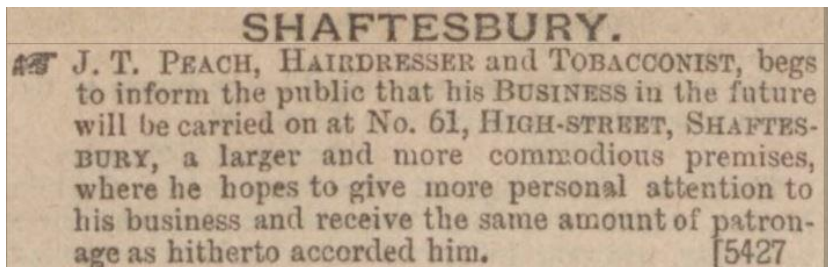 SHAFTESBURY.
☞ J. T. PEACH, HAIRDRESSER and TOBACCONIST, begs
to inform the public that his BUSINESS in the future
will be carried on at No. 61, HIGH-STREET, SHAFTES-
BURY, a larger and more commodious premises,
where he hopes to give more personal attention to
his business and receive the same amount of patron-
age as hitherto accorded him. [5427